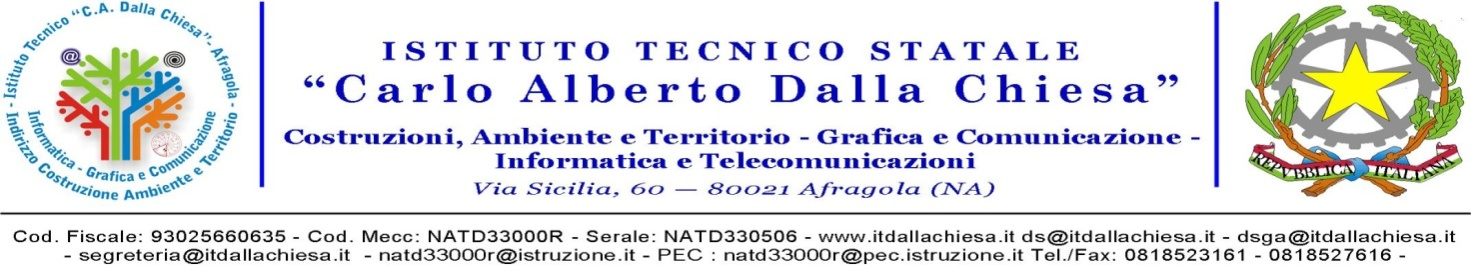 Istituto Tecnico "C.A. Dalla Chiesa" - Afragola -
Indirizzo Costruzione Ambiente e Territorio -
Informatica - Grafica e Comunicazione
@
ISTITUTO TECNICO STATALE
“Carlo Alberto Dalla Chiesa”
Costruzioni, Ambiente e Territorio - Grafica e Comunicazione -
Informatica e Telecomunicazioni
Via Sicilia, 60 — 80021 Afragola (NA)
REPVBBLICA ITALIANA
Cod. Fiscale: 93025660635 - Cod. Mecc: NATD33000R - Serale: NATD330506 - www.itdallachiesa.it ds@itdallachiesa.it - dsga@itdallachiesa.it
- segreteria@itdallachiesa.it - natd33000r@istruzione.it - PEC : natd33000r@pec.istruzione.it Tel./Fax: 0818523161 - 0818527616 -